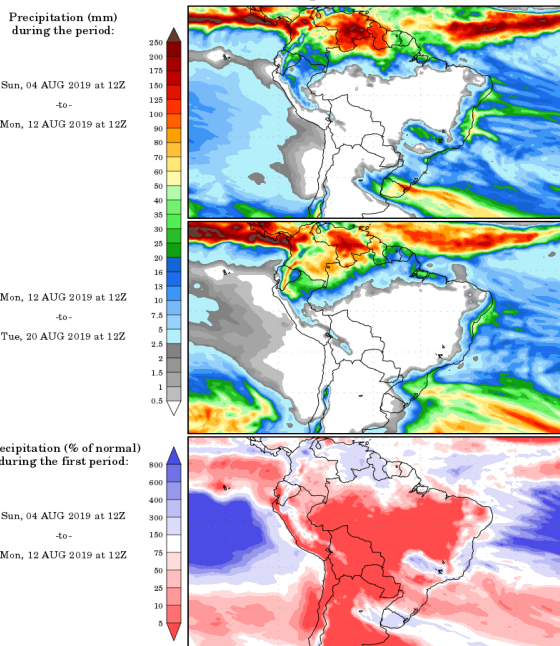 Precipitation (mm)
during the period:
Sun, 04 AUG 2019 at 12Z
-to-
Mon, 12 AUG 2019 at 12Z
250
200
175
150
125
100
90
80
70
60
50
40
35
30
25
20
16
13
10
7.5
5
2.5
2
1.5
1
0.5
Mon, 12 AUG 2019 at 12Z
-to-
Tue, 20 AUG 2019 at 12Z
ecipitation (% of normal)
during the first period:
Sun, 04 AUG 2019 at 12Z
-to-
Mon, 12 AUG 2019 at 12Z
800
600
400
300
150
75
50
25
10
5